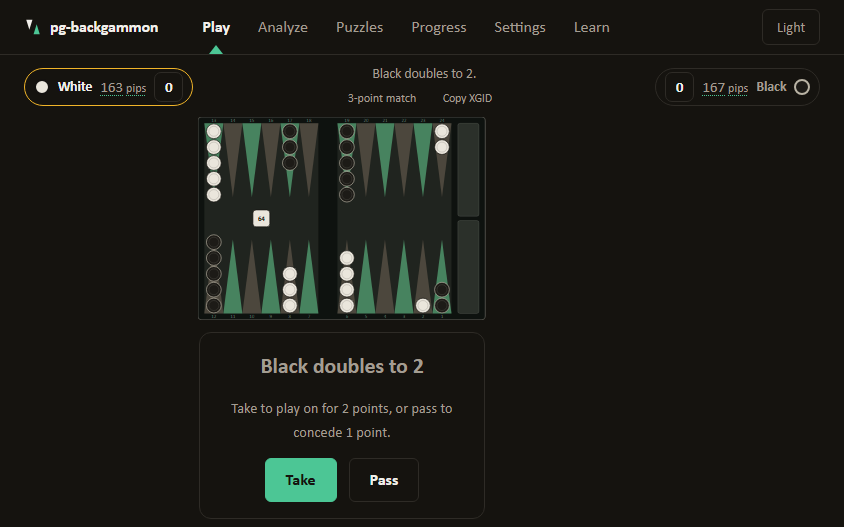 pg-backgammon
Play
Analyze
Puzzles
Progress
Settings
Learn
Light
White 163 pips 0
Black doubles to 2.
3-point match
Copy XGID
0 167 pips Black
64
Black doubles to 2
Take to play on for 2 points, or pass to
concede 1 point.
Take
Pass